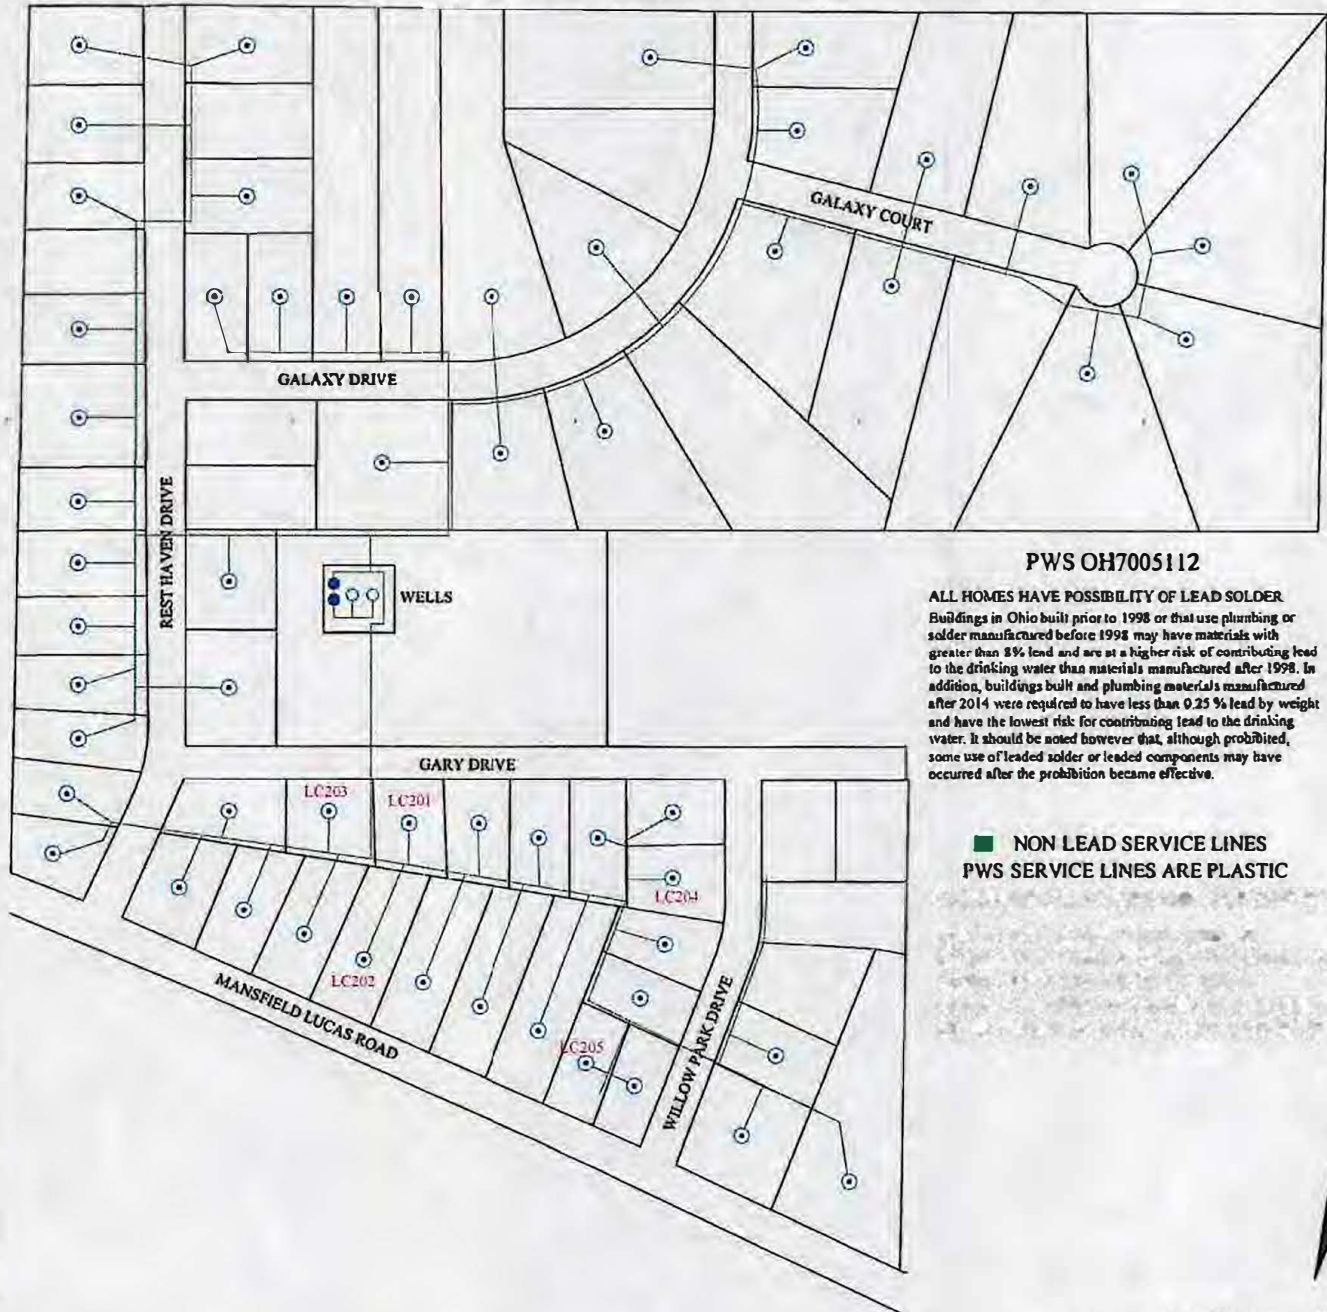 GALAXY COURT
GALAXY DRIVE
REST HAVEN DRIVE
WELLS
PWS OH7005112
ALL HOMES HAVE POSSIBILITY OF LEAD SOLDER
Buildings in Ohio built prior to 1998 or that use plumbing or
solder manufactured before 1998 may have materials with
greater than 8% lead and are at a higher risk of contributing lead
to the drinking water than materials manufactured after 1998. In
addition, buildings built and plumbing materials manufactured
after 2014 were required to have less than 0.25 % lead by weight
and have the lowest risk for contributing lead to the drinking
water. It should be noted however that, although prohibited,
some use of leaded solder or leaded components may have
occurred after the prohibition became effective.
GARY DRIVE
LC203
LC201
NON LEAD SERVICE LINES
PWS SERVICE LINES ARE PLASTIC
LC204
LC202
MANSFIELD LUCAS ROAD
LC205
WILLOW PARK DRIVE